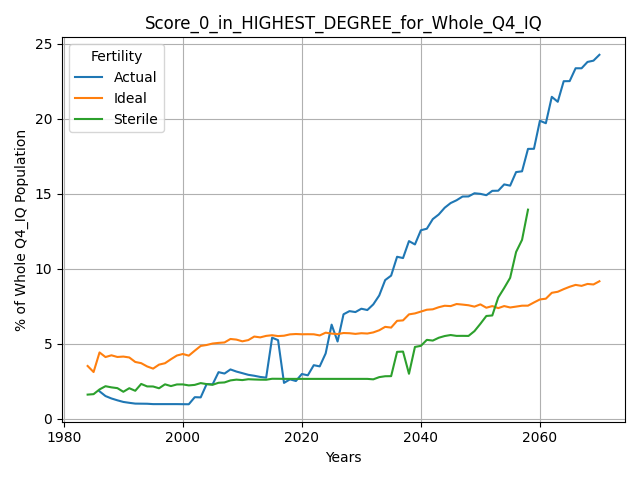 Score_0_in_HIGHEST_DEGREE_for_Whole_Q4_IQ
Fertility
Actual
Ideal
Sterile
% of Whole Q4_IQ Population
25
20
15
10
5
0
1980
2000
2020
2040
2060
Years